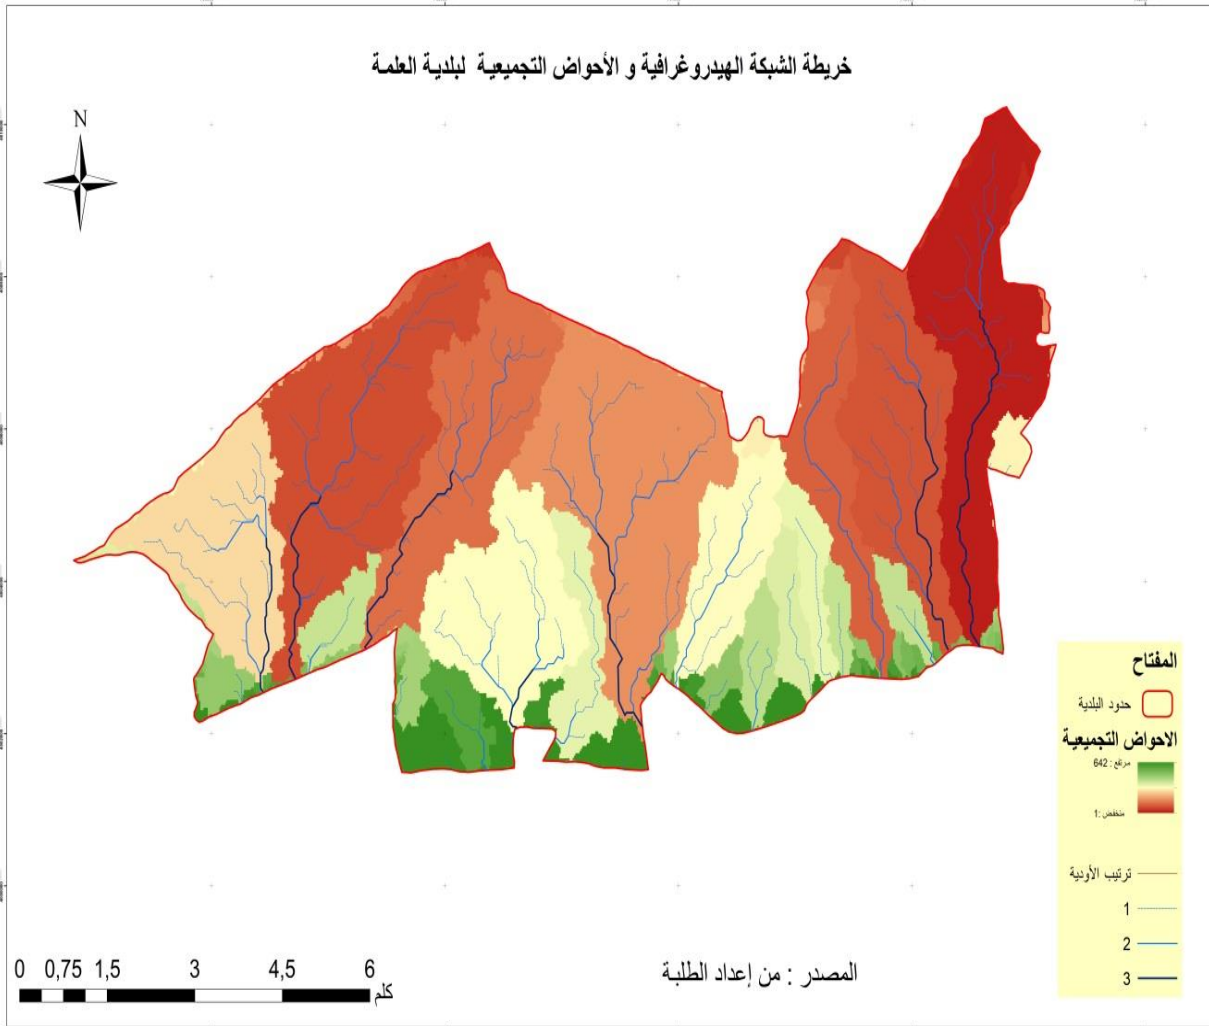 خريطة الشبكة الهيدروغرافية و الأحواض التجميعية لبلدية العلمة
N
المفتاح
حدود البلدية
الاحواض التجميعية
مرتفع : 642
منخفض :1
ترتيب الأودية
1
2
3
0 0,75 1,5 3 4,5 6
كلم
المصدر : من إعداد الطلبة